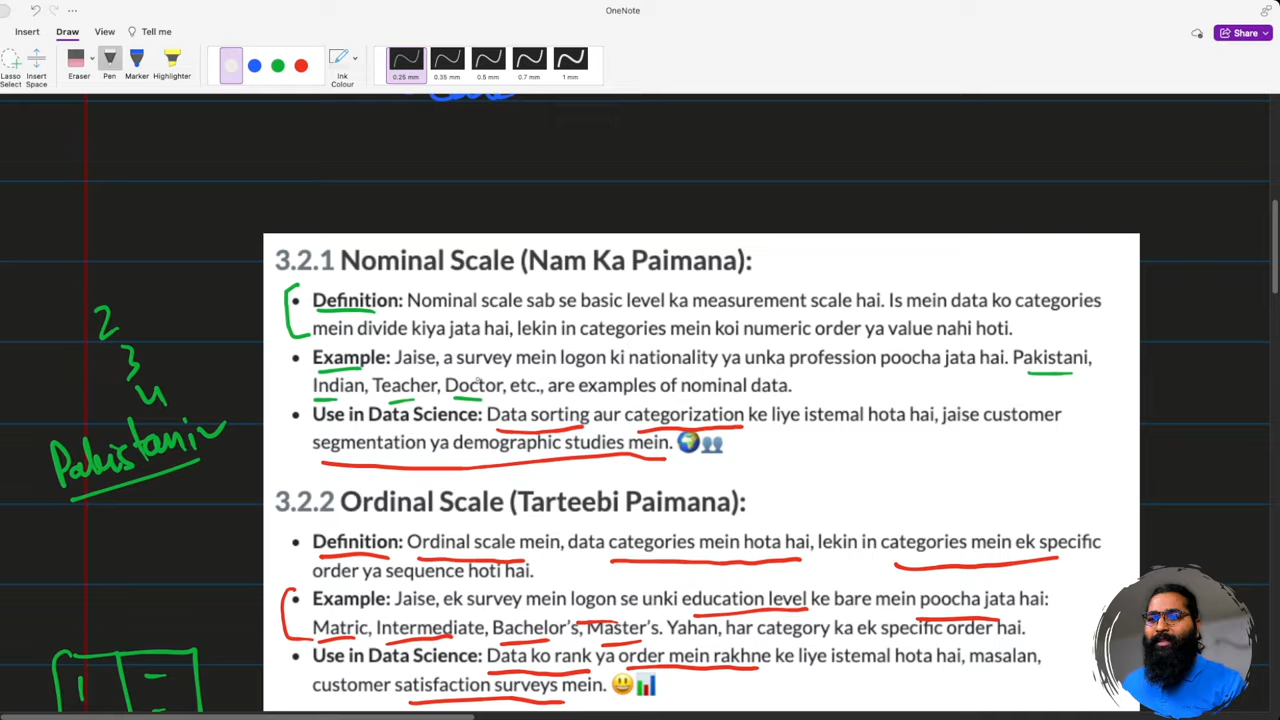 OneNote
Insert
Draw
View
Tell me
Share
Lasso Select
Insert Space
Eraser
Pen
Marker
Highlighter
Ink Colour
0.25 mm
0.35 mm
0.5 mm
0.7 mm
1 mm
3.2.1 Nominal Scale (Nam Ka Paimana):
• Definition: Nominal scale sab se basic level ka measurement scale hai. Is mein data ko categories
mein divide kiya jata hai, lekin in categories mein koi numeric order ya value nahi hoti.
• Example: Jaise, a survey mein logon ki nationality ya unka profession poocha jata hai. Pakistani,
Indian, Teacher, Doctor, etc., are examples of nominal data.
• Use in Data Science: Data sorting aur categorization ke liye istemal hota hai, jaise customer
segmentation ya demographic studies mein. 🌍👥
2
3
4
Pakistani
3.2.2 Ordinal Scale (Tarteebi Paimana):
• Definition: Ordinal scale mein, data categories mein hota hai, lekin in categories mein ek specific
order ya sequence hoti hai.
• Example: Jaise, ek survey mein logon se unki education level ke bare mein poocha jata hai:
Matric, Intermediate, Bachelor's, Master's. Yahan, har category ka ek specific order hai.
• Use in Data Science: Data ko rank ya order mein rakhne ke liye istemal hota hai, masalan,
customer satisfaction surveys mein. 😃📊
1